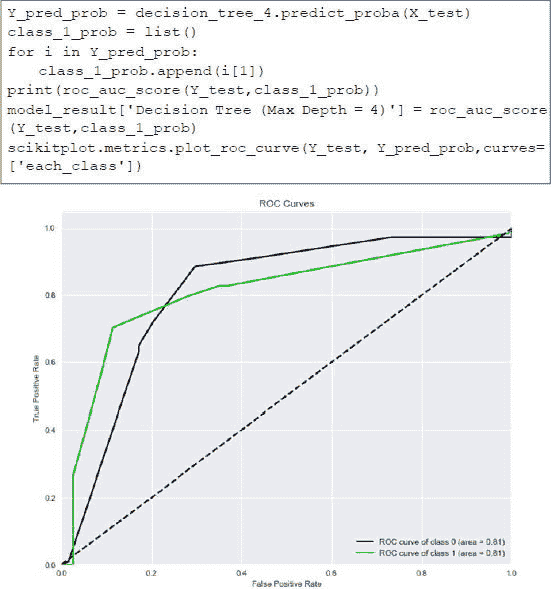 Y_pred_prob = decision_tree_4.predict_proba(X_test)
class_1_prob = list()
for i in Y_pred_prob:
    class_1_prob.append(i[1])
print(roc_auc_score(Y_test,class_1_prob))
model_result['Decision Tree (Max Depth = 4)'] = roc_auc_score
(Y_test,class_1_prob)
scikitplot.metrics.plot_roc_curve(Y_test, Y_pred_prob,curves=
['each_class'])
ROC Curves
1.0
0.8
0.6
0.4
0.2
0.0
True Positive Rate
ROC curve of class 0 (area = 0.81)
ROC curve of class 1 (area = 0.81)
0.0 0.2 0.4 0.6 0.8 1.0
False Positive Rate